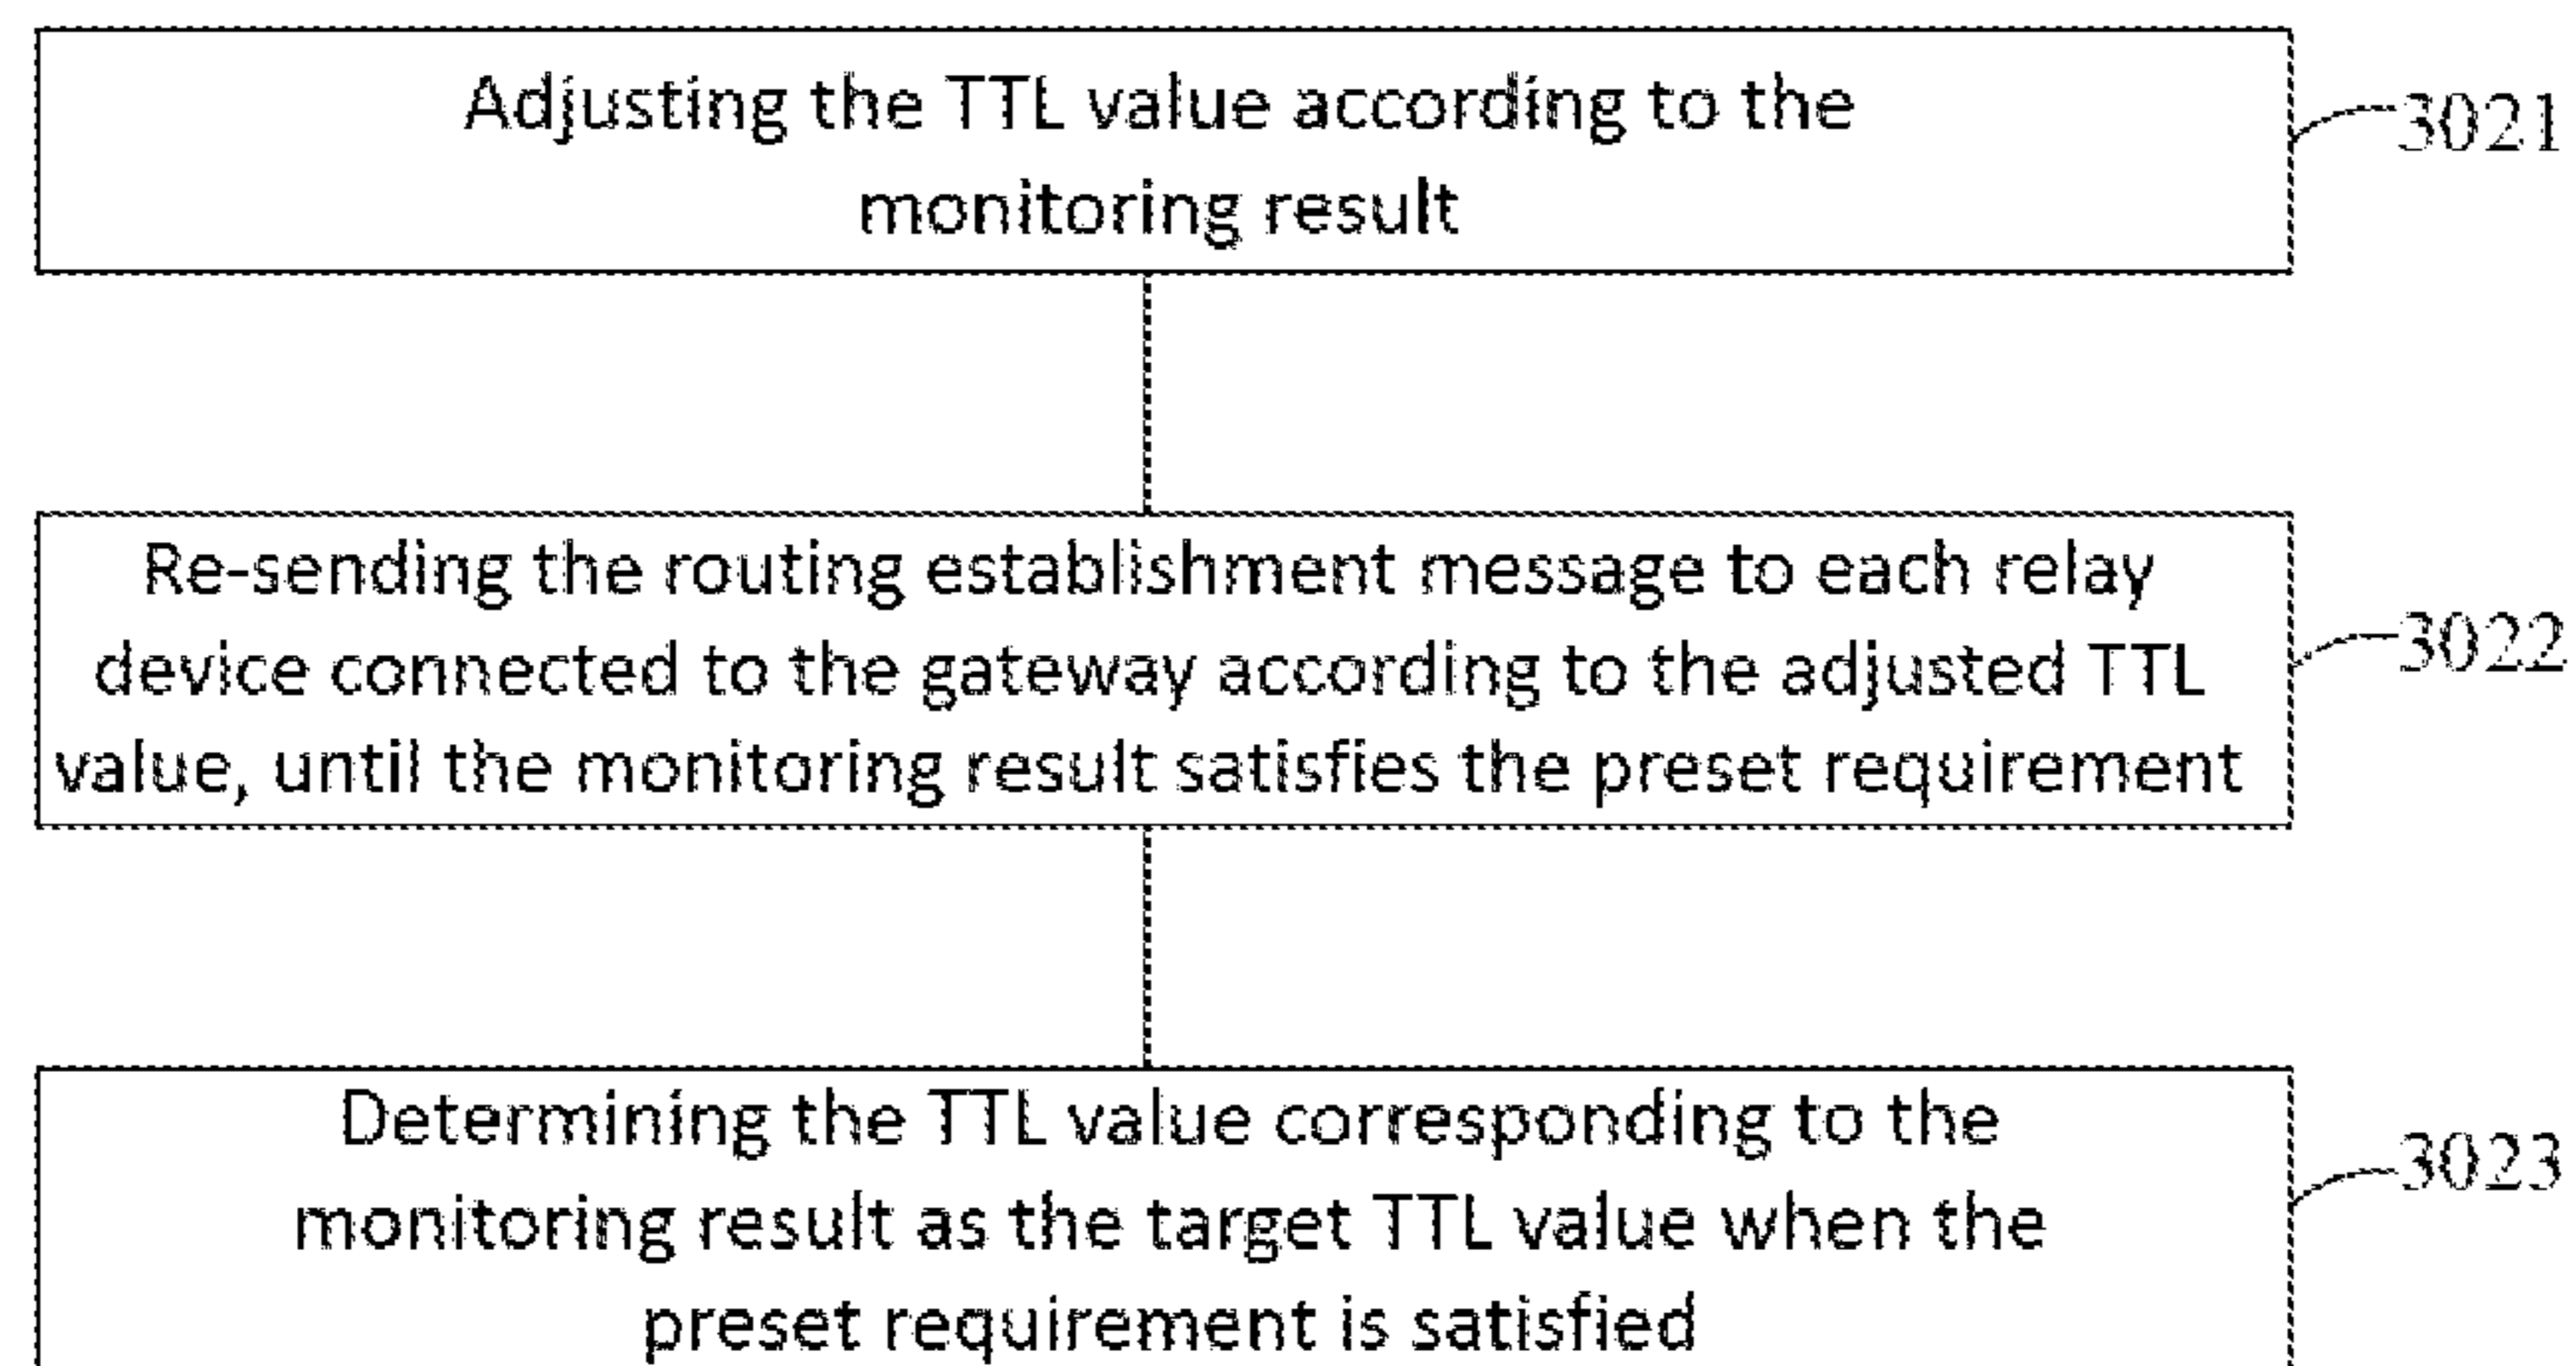 Adjusting the TTL value according to the
monitoring result
3021
Re-sending the routing establishment message to each relay
device connected to the gateway according to the adjusted TTL
value, until the monitoring result satisfies the preset requirement
3022
Determining the TTL value corresponding to the
monitoring result as the target TTL value when the
preset requirement is satisfied
3023